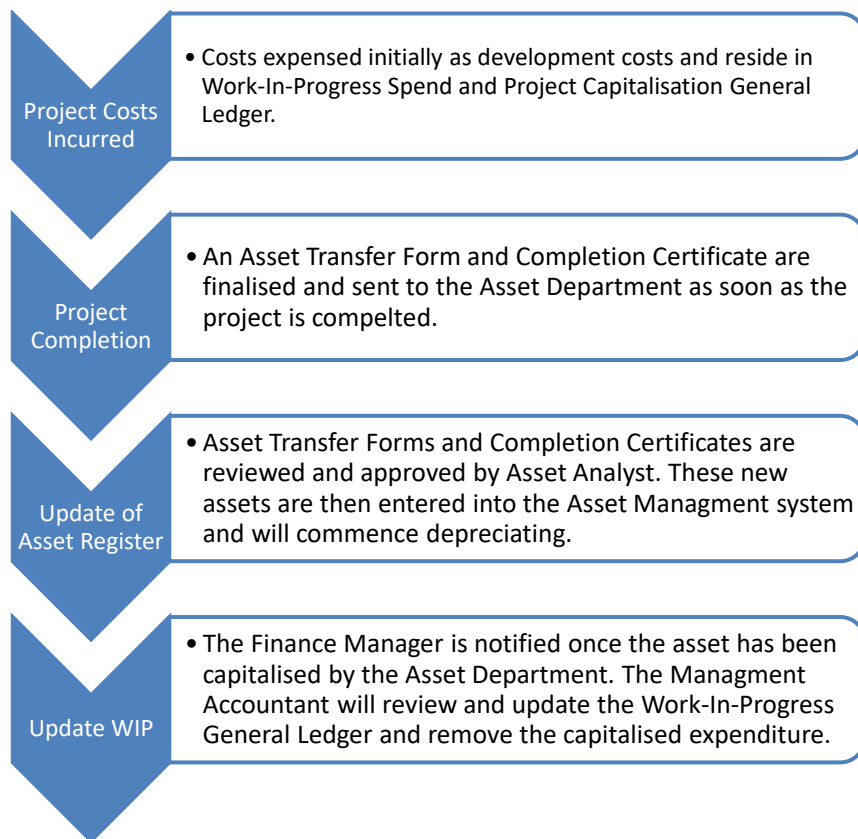 Project Costs
Incurred
• Costs expensed initially as development costs and reside in
Work-In-Progress Spend and Project Capitalisation General
Ledger.
Project
Completion
• An Asset Transfer Form and Completion Certificate are
finalised and sent to the Asset Department as soon as the
project is compelted.
Update of
Asset Register
• Asset Transfer Forms and Completion Certificates are
reviewed and approved by Asset Analyst. These new
assets are then entered into the Asset Managment system
and will commence depreciating.
Update WIP
• The Finance Manager is notified once the asset has been
capitalised by the Asset Department. The Managment
Accountant will review and update the Work-In-Progress
General Ledger and remove the capitalised expenditure.